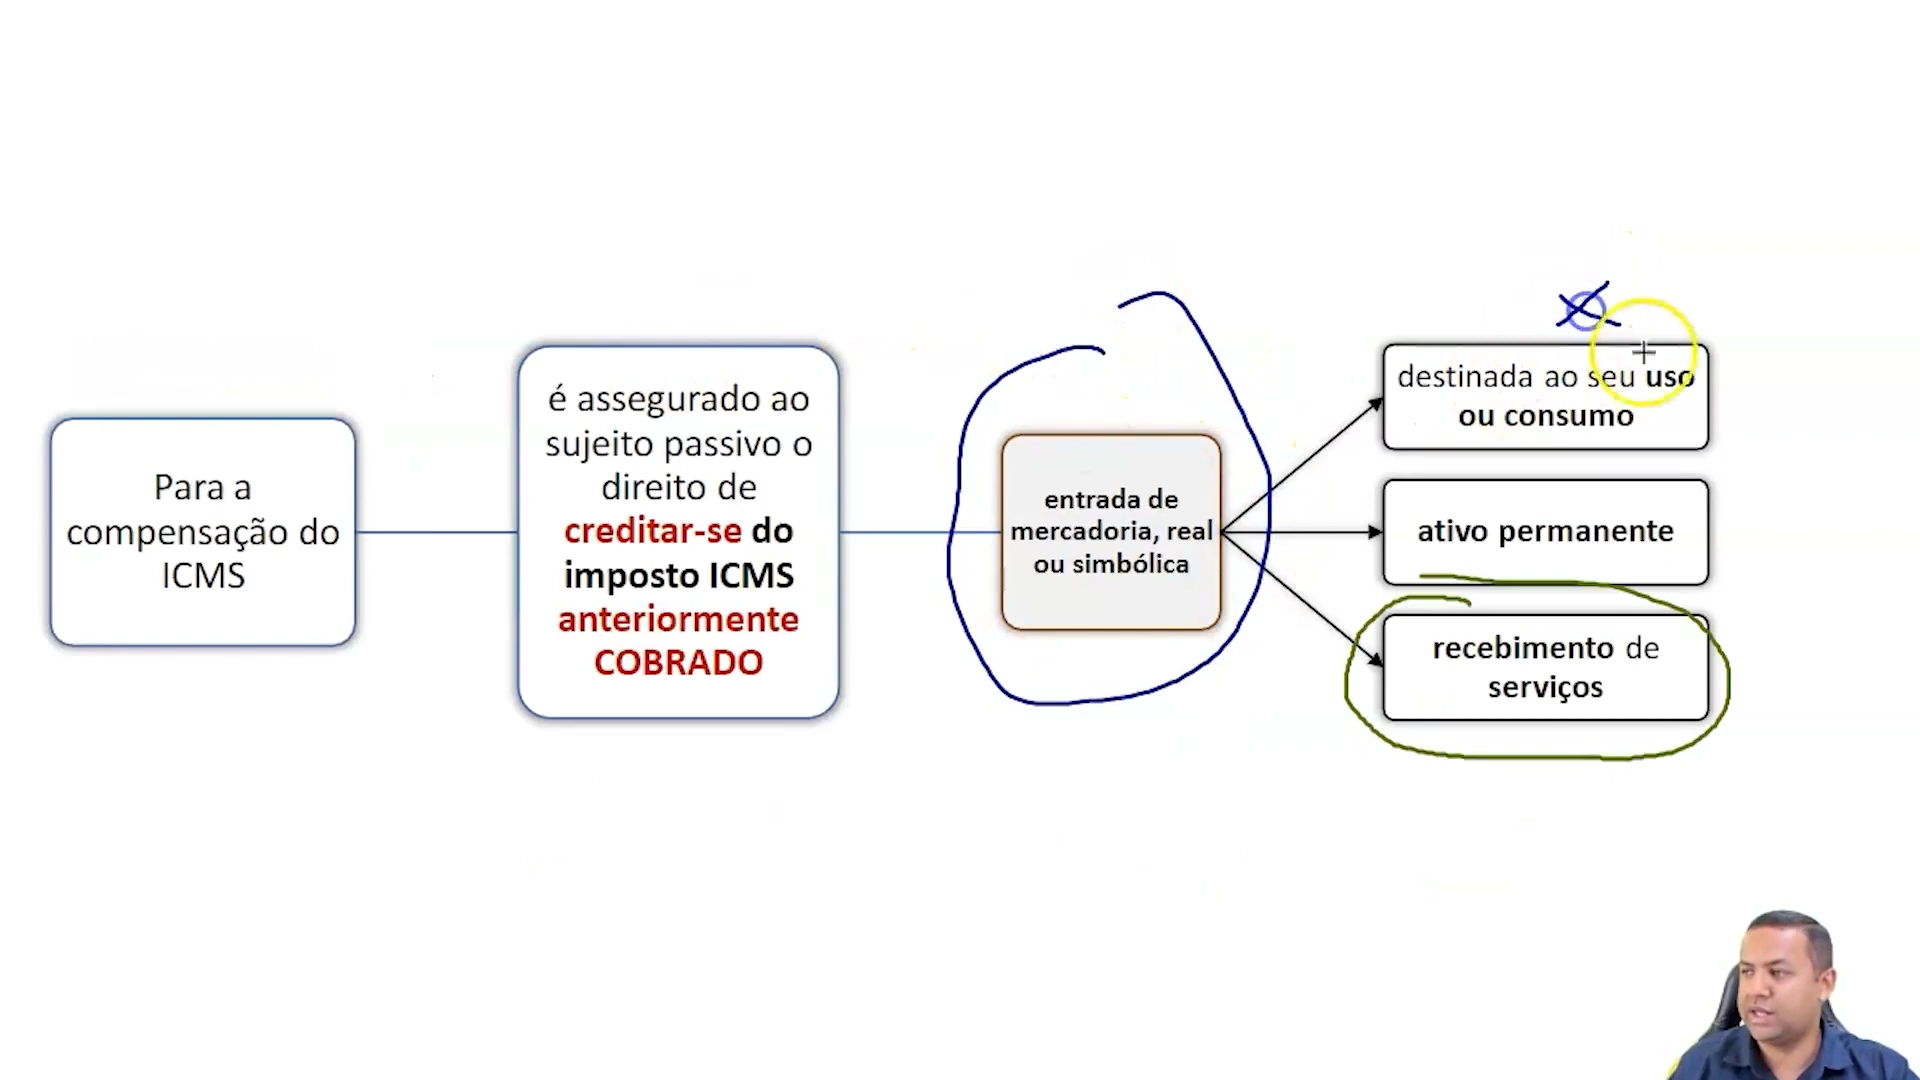 Para a
compensação do
ICMS
é assegurado ao
sujeito passivo o
direito de
creditar-se do
imposto ICMS
anteriormente
COBRADO
entrada de
mercadoria, real
ou simbólica
destinada ao seu uso
ou consumo
ativo permanente
recebimento de
serviços